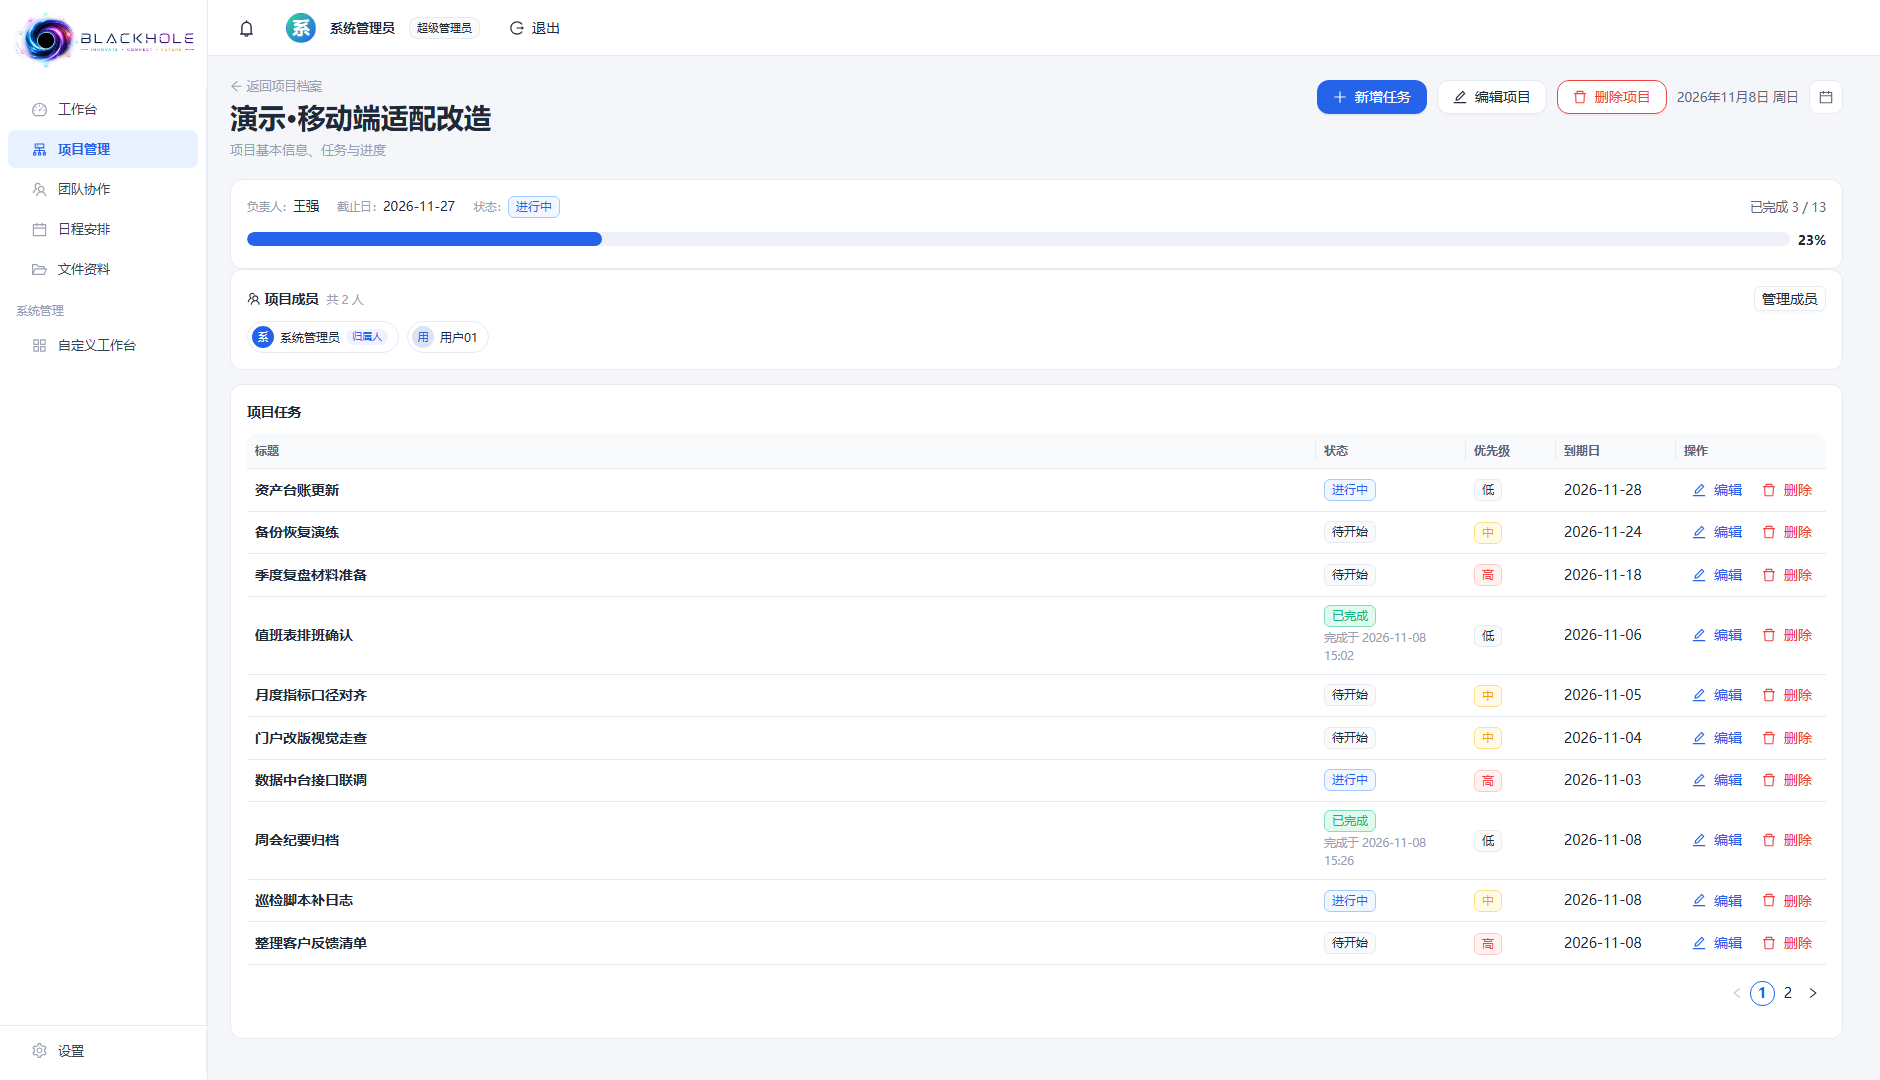 BLACKHOLE
INNOVATE • CONNECT • FUTURE
系 系统管理员 超级管理员 退出
工作台
项目管理
团队协作
日程安排
文件资料
系统管理
自定义工作台
设置
返回项目档案
演示·移动端适配改造
项目基本信息、任务与进度
新增任务 编辑项目 删除项目 2026年11月8日 周日
负责人: 王强 截止日: 2026-11-27 状态: 进行中 已完成 3 / 13
23%
项目成员 共 2 人 管理成员
系 系统管理员 归属人 用 用户01
项目任务
标题 状态 优先级 到期日 操作
资产台账更新 进行中 低 2026-11-28 编辑 删除
备份恢复演练 待开始 中 2026-11-24 编辑 删除
季度复盘材料准备 待开始 高 2026-11-18 编辑 删除
值班表排班确认 已完成 完成于 2026-11-08 15:02 低 2026-11-06 编辑 删除
月度指标口径对齐 待开始 中 2026-11-05 编辑 删除
门户改版视觉走查 待开始 中 2026-11-04 编辑 删除
数据中台接口联调 进行中 高 2026-11-03 编辑 删除
周会纪要归档 已完成 完成于 2026-11-08 15:26 低 2026-11-08 编辑 删除
巡检脚本补日志 进行中 中 2026-11-08 编辑 删除
整理客户反馈清单 待开始 高 2026-11-08 编辑 删除
1 2